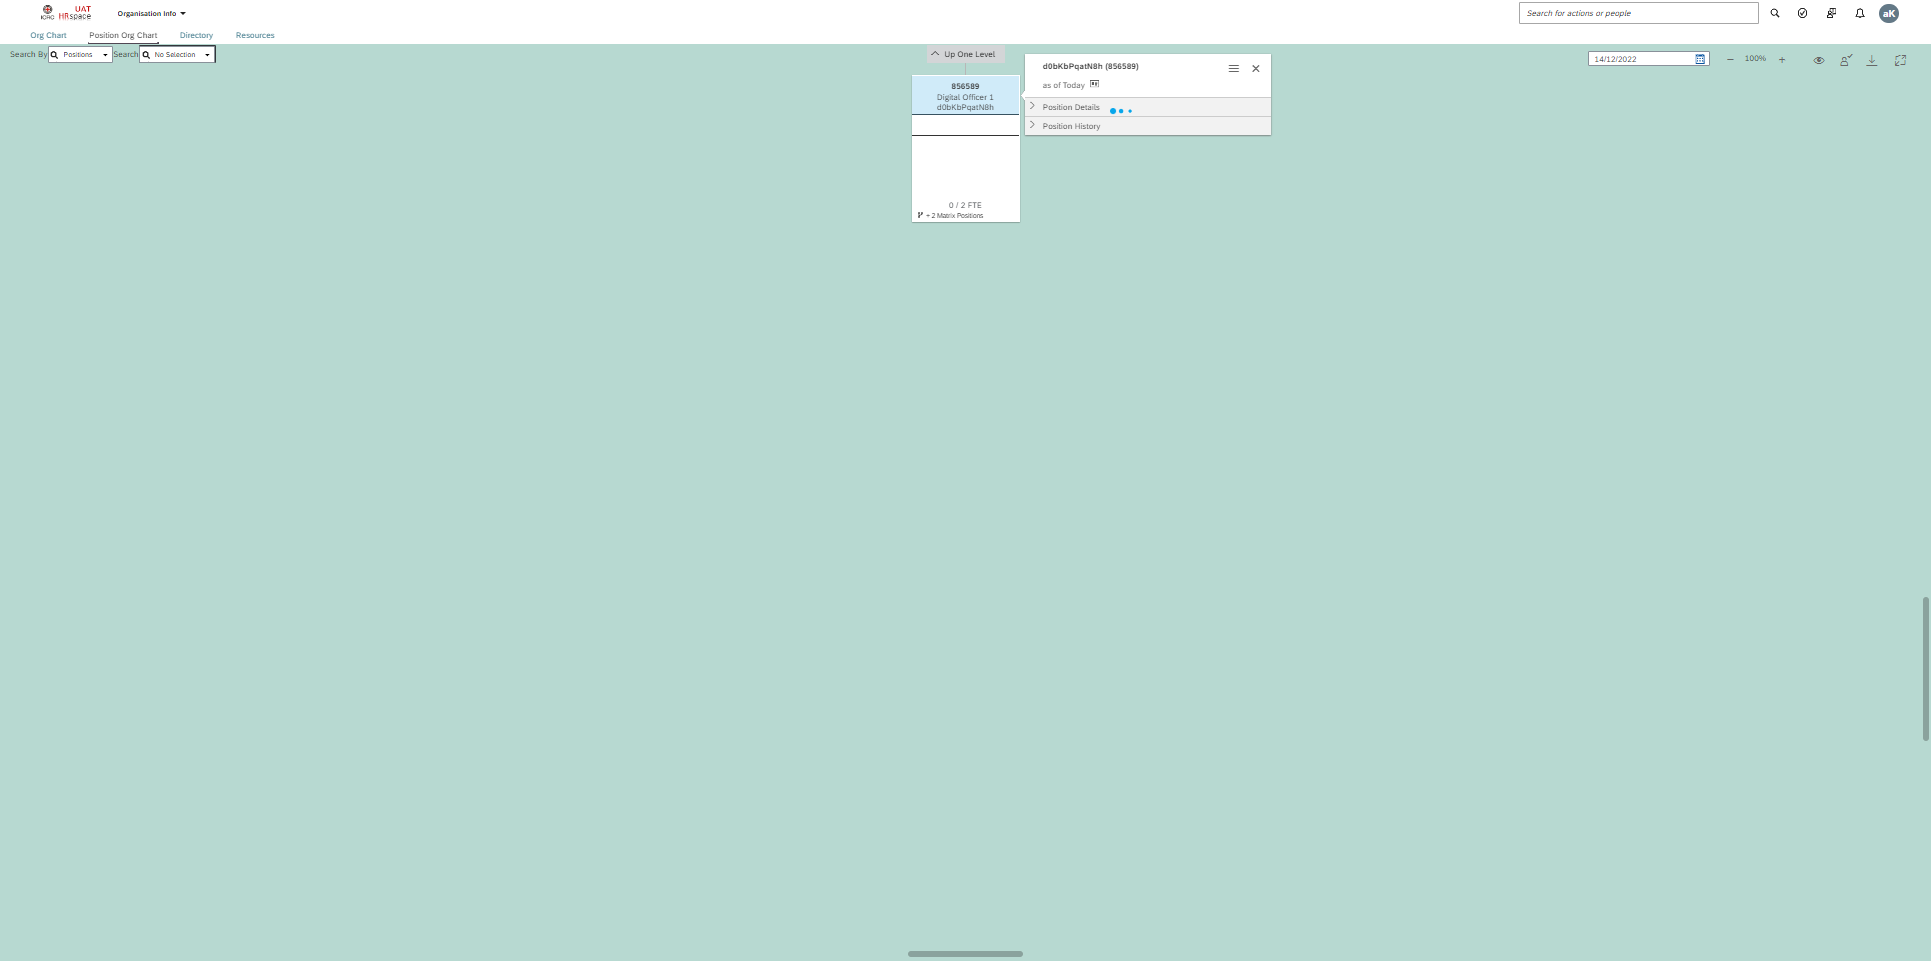 ICRC
UAT
HRspace
Organisation Info
Search for actions or people
aK
Org Chart
Position Org Chart
Directory
Resources
Search By
Positions
Search
No Selection
Up One Level
14/12/2022
100%
856589
Digital Officer 1
d0bKbPqatN8h
0 / 2 FTE
+ 2 Matrix Positions
d0bKbPqatN8h (856589)
as of Today
Position Details
Position History